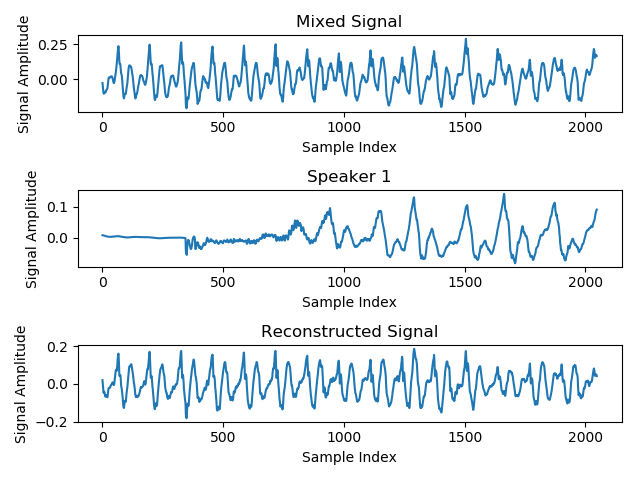 Mixed Signal
Signal Amplitude
0.25
0.00
0 500 1000 1500 2000
Sample Index
Speaker 1
Signal Amplitude
0.1
0.0
0 500 1000 1500 2000
Sample Index
Reconstructed Signal
Signal Amplitude
0.2
0.0
−0.2
0 500 1000 1500 2000
Sample Index